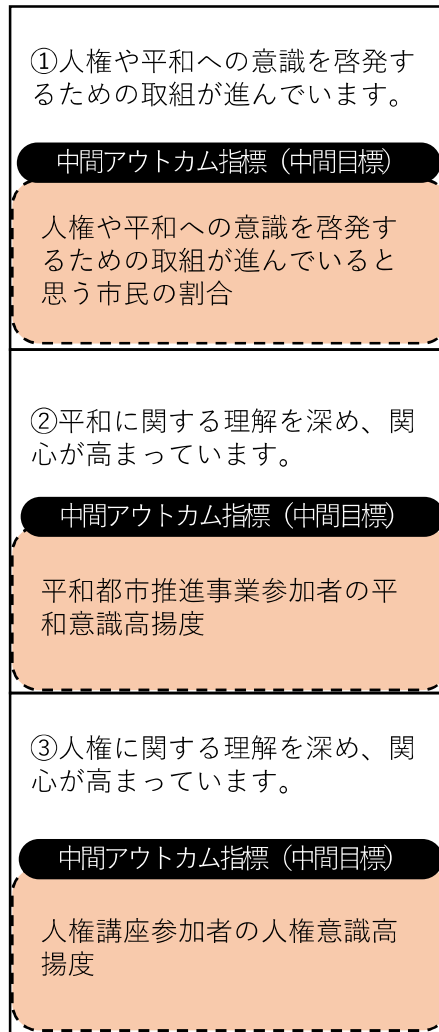 ①人権や平和への意識を啓発す
るための取組が進んでいます。
中間アウトカム指標（中間目標）
人権や平和への意識を啓発す
るための取組が進んでいると
思う市民の割合
②平和に関する理解を深め、関
心が高まっています。
中間アウトカム指標（中間目標）
平和都市推進事業参加者の平
和意識高揚度
③人権に関する理解を深め、関
心が高まっています。
中間アウトカム指標（中間目標）
人権講座参加者の人権意識高
揚度